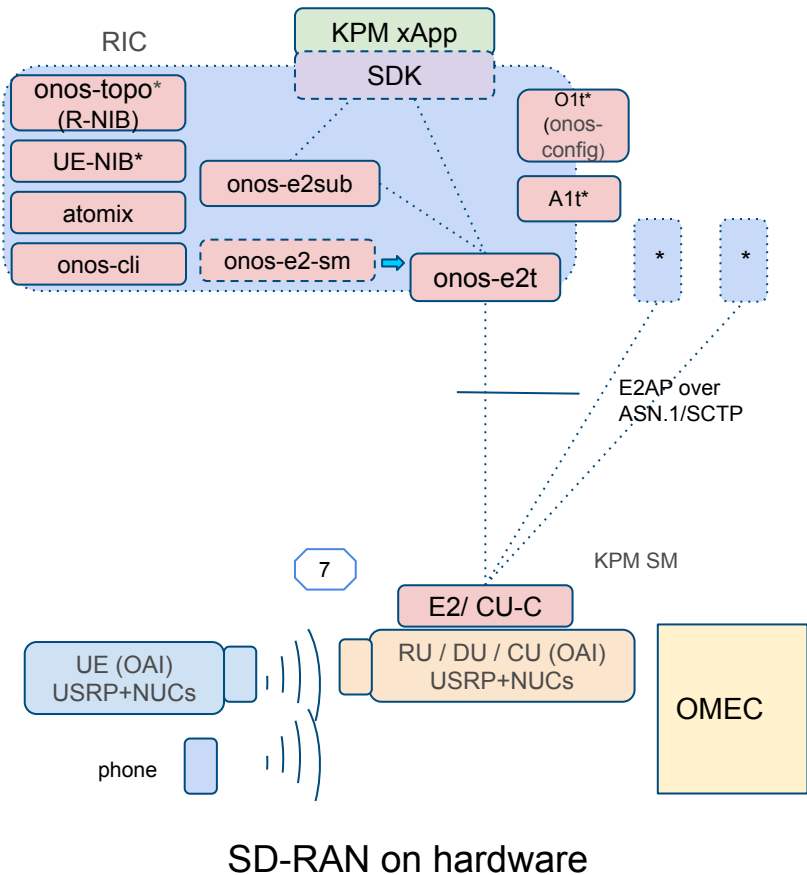 RIC
KPM xApp
SDK
onos-topo*
(R-NIB)
UE-NIB*
atomix
onos-cli
onos-e2sub
onos-e2-sm
onos-e2t
O1t*
(onos-
config)
A1t*
*
*
E2AP over
ASN.1/SCTP
7
KPM SM
E2/ CU-C
UE (OAI)
USRP+NUCs
RU / DU / CU (OAI)
USRP+NUCs
OMEC
phone
SD-RAN on hardware